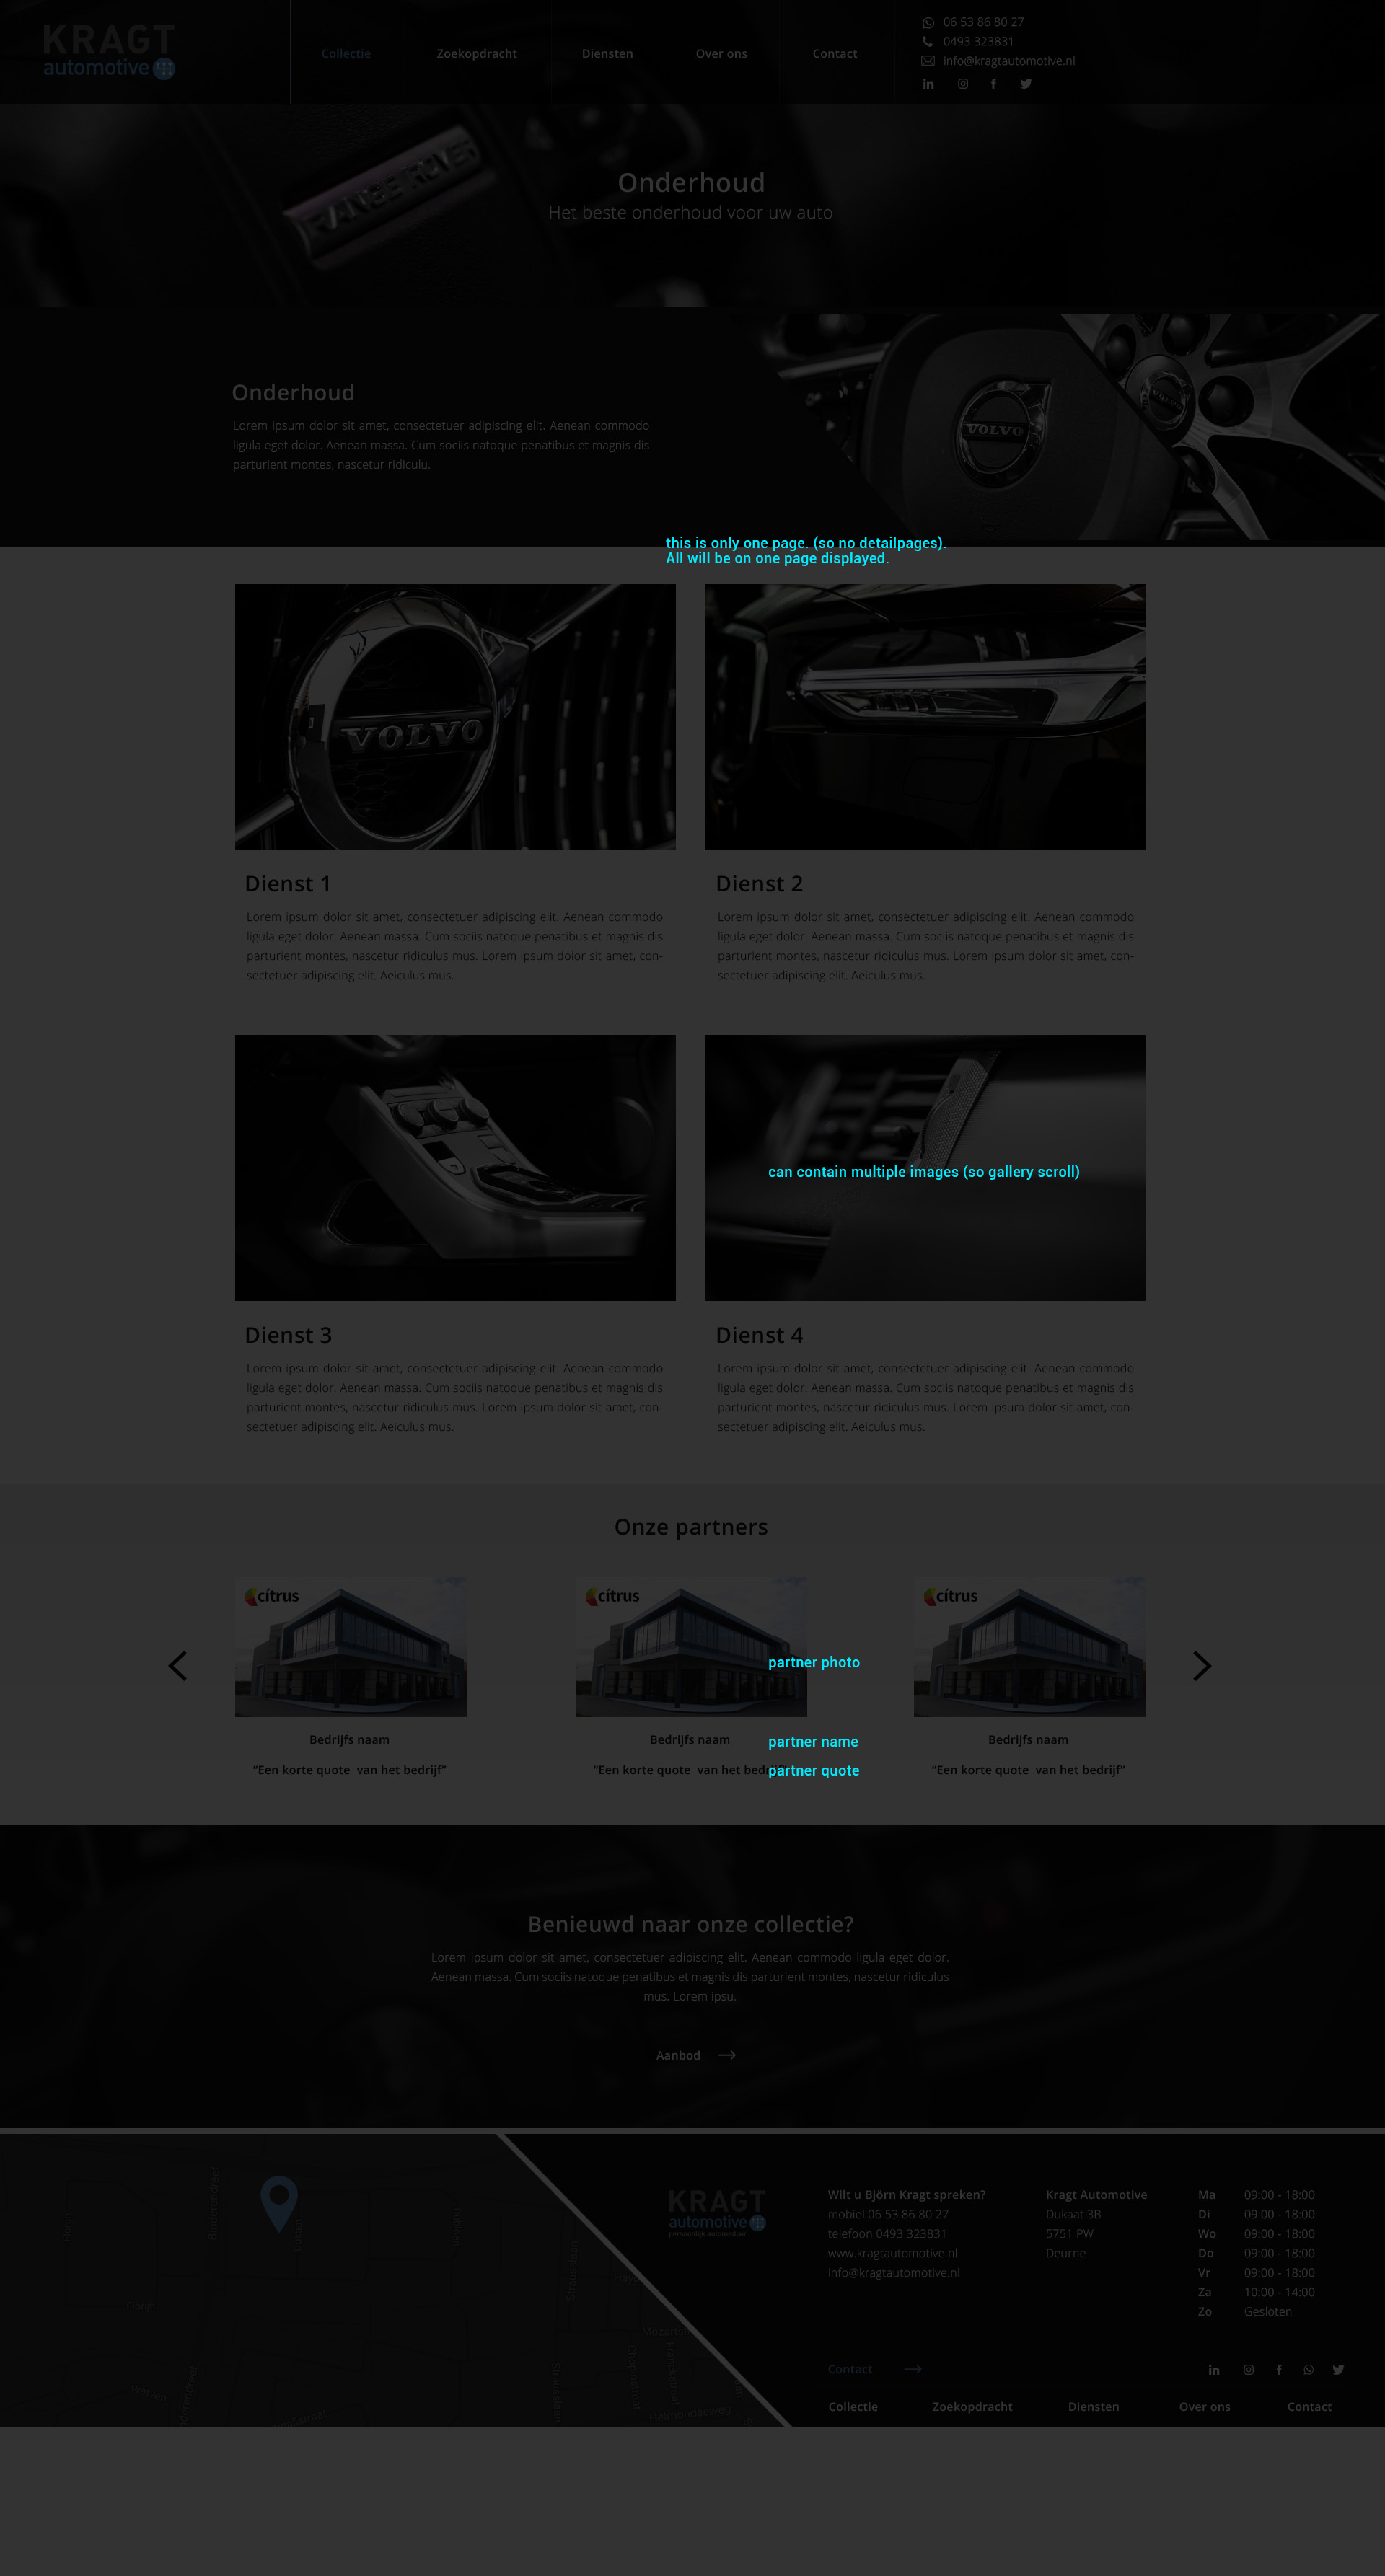 KRAGT
automotive
Collectie
Zoekopdracht
Diensten
Over ons
Contact
06 53 86 80 27
0493 323831
info@kragtautomotive.nl
RANGE ROVER
Onderhoud
Het beste onderhoud voor uw auto
Onderhoud
Lorem ipsum dolor sit amet, consectetuer adipiscing elit. Aenean commodo
ligula eget dolor. Aenean massa. Cum sociis natoque penatibus et magnis dis
parturient montes, nascetur ridiculu.
VOLVO
VOLVO
this is only one page. (so no detailpages).
All will be on one page displayed.
VOLVO
Dienst 1
Lorem ipsum dolor sit amet, consectetuer adipiscing elit. Aenean commodo
ligula eget dolor. Aenean massa. Cum sociis natoque penatibus et magnis dis
parturient montes, nascetur ridiculus mus. Lorem ipsum dolor sit amet, con-
sectetuer adipiscing elit. Aeiculus mus.
Dienst 2
Lorem ipsum dolor sit amet, consectetuer adipiscing elit. Aenean commodo
ligula eget dolor. Aenean massa. Cum sociis natoque penatibus et magnis dis
parturient montes, nascetur ridiculus mus. Lorem ipsum dolor sit amet, con-
sectetuer adipiscing elit. Aeiculus mus.
can contain multiple images (so gallery scroll)
Dienst 3
Lorem ipsum dolor sit amet, consectetuer adipiscing elit. Aenean commodo
ligula eget dolor. Aenean massa. Cum sociis natoque penatibus et magnis dis
parturient montes, nascetur ridiculus mus. Lorem ipsum dolor sit amet, con-
sectetuer adipiscing elit. Aeiculus mus.
Dienst 4
Lorem ipsum dolor sit amet, consectetuer adipiscing elit. Aenean commodo
ligula eget dolor. Aenean massa. Cum sociis natoque penatibus et magnis dis
parturient montes, nascetur ridiculus mus. Lorem ipsum dolor sit amet, con-
sectetuer adipiscing elit. Aeiculus mus.
Onze partners
citrus
citrus
citrus
partner photo
Bedrijfs naam
Bedrijfs naam
partner name
Bedrijfs naam
"Een korte quote van het bedrijf"
"Een korte quote van het bed
partner quote
"Een korte quote van het bedrijf"
Benieuwd naar onze collectie?
Lorem ipsum dolor sit amet, consectetuer adipiscing elit. Aenean commodo ligula eget dolor.
Aenean massa. Cum sociis natoque penatibus et magnis dis parturient montes, nascetur ridiculus
mus. Lorem ipsu.
Aanbod
KRAGT
automotive
persoonlijk automediair
Wilt u Björn Kragt spreken?
mobiel 06 53 86 80 27
telefoon 0493 323831
www.kragtautomotive.nl
info@kragtautomotive.nl
Kragt Automotive
Dukaat 3B
5751 PW
Deurne
Ma 09:00 - 18:00
Di 09:00 - 18:00
Wo 09:00 - 18:00
Do 09:00 - 18:00
Vr 09:00 - 18:00
Za 10:00 - 14:00
Zo Gesloten
Florijn
Helmondseweg
Contact
Collectie
Zoekopdracht
Diensten
Over ons
Contact